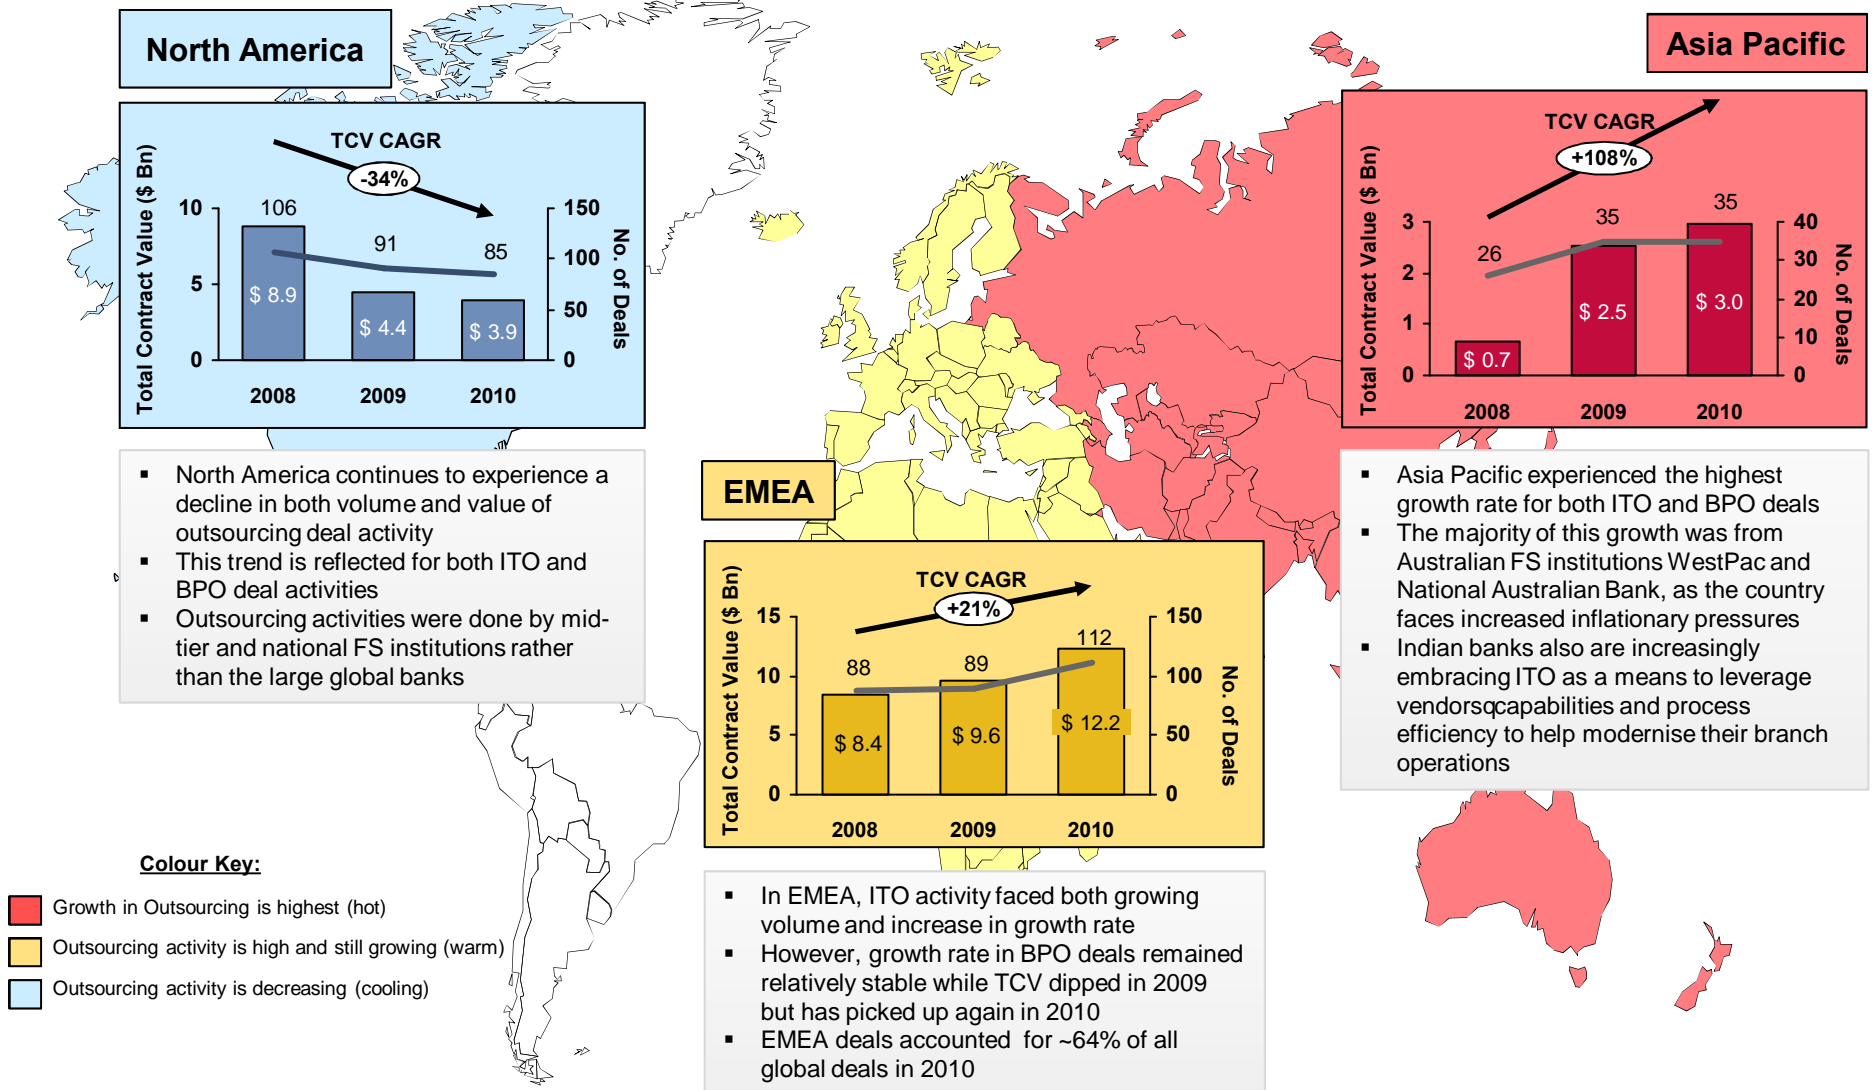 North America
TCV CAGR
-34%
Total Contract Value ($ Bn)
No. of Deals
10
5
0
150
100
50
0
106
91
85
$ 8.9
$ 4.4
$ 3.9
2008
2009
2010
▪ North America continues to experience a
decline in both volume and value of
outsourcing deal activity
▪ This trend is reflected for both ITO and
BPO deal activities
▪ Outsourcing activities were done by mid-
tier and national FS institutions rather
than the large global banks
EMEA
TCV CAGR
+21%
Total Contract Value ($ Bn)
No. of Deals
15
10
5
0
150
100
50
0
88
89
112
$ 8.4
$ 9.6
$ 12.2
2008
2009
2010
▪ In EMEA, ITO activity faced both growing
volume and increase in growth rate
▪ However, growth rate in BPO deals remained
relatively stable while TCV dipped in 2009
but has picked up again in 2010
▪ EMEA deals accounted for ~64% of all
global deals in 2010
Asia Pacific
TCV CAGR
+108%
Total Contract Value ($ Bn)
No. of Deals
3
2
1
0
40
30
20
10
0
26
35
35
$ 0.7
$ 2.5
$ 3.0
2008
2009
2010
▪ Asia Pacific experienced the highest
growth rate for both ITO and BPO deals
▪ The majority of this growth was from
Australian FS institutions WestPac and
National Australian Bank, as the country
faces increased inflationary pressures
▪ Indian banks also are increasingly
embracing ITO as a means to leverage
vendorsqcapabilities and process
efficiency to help modernise their branch
operations
Colour Key:
Growth in Outsourcing is highest (hot)
Outsourcing activity is high and still growing (warm)
Outsourcing activity is decreasing (cooling)